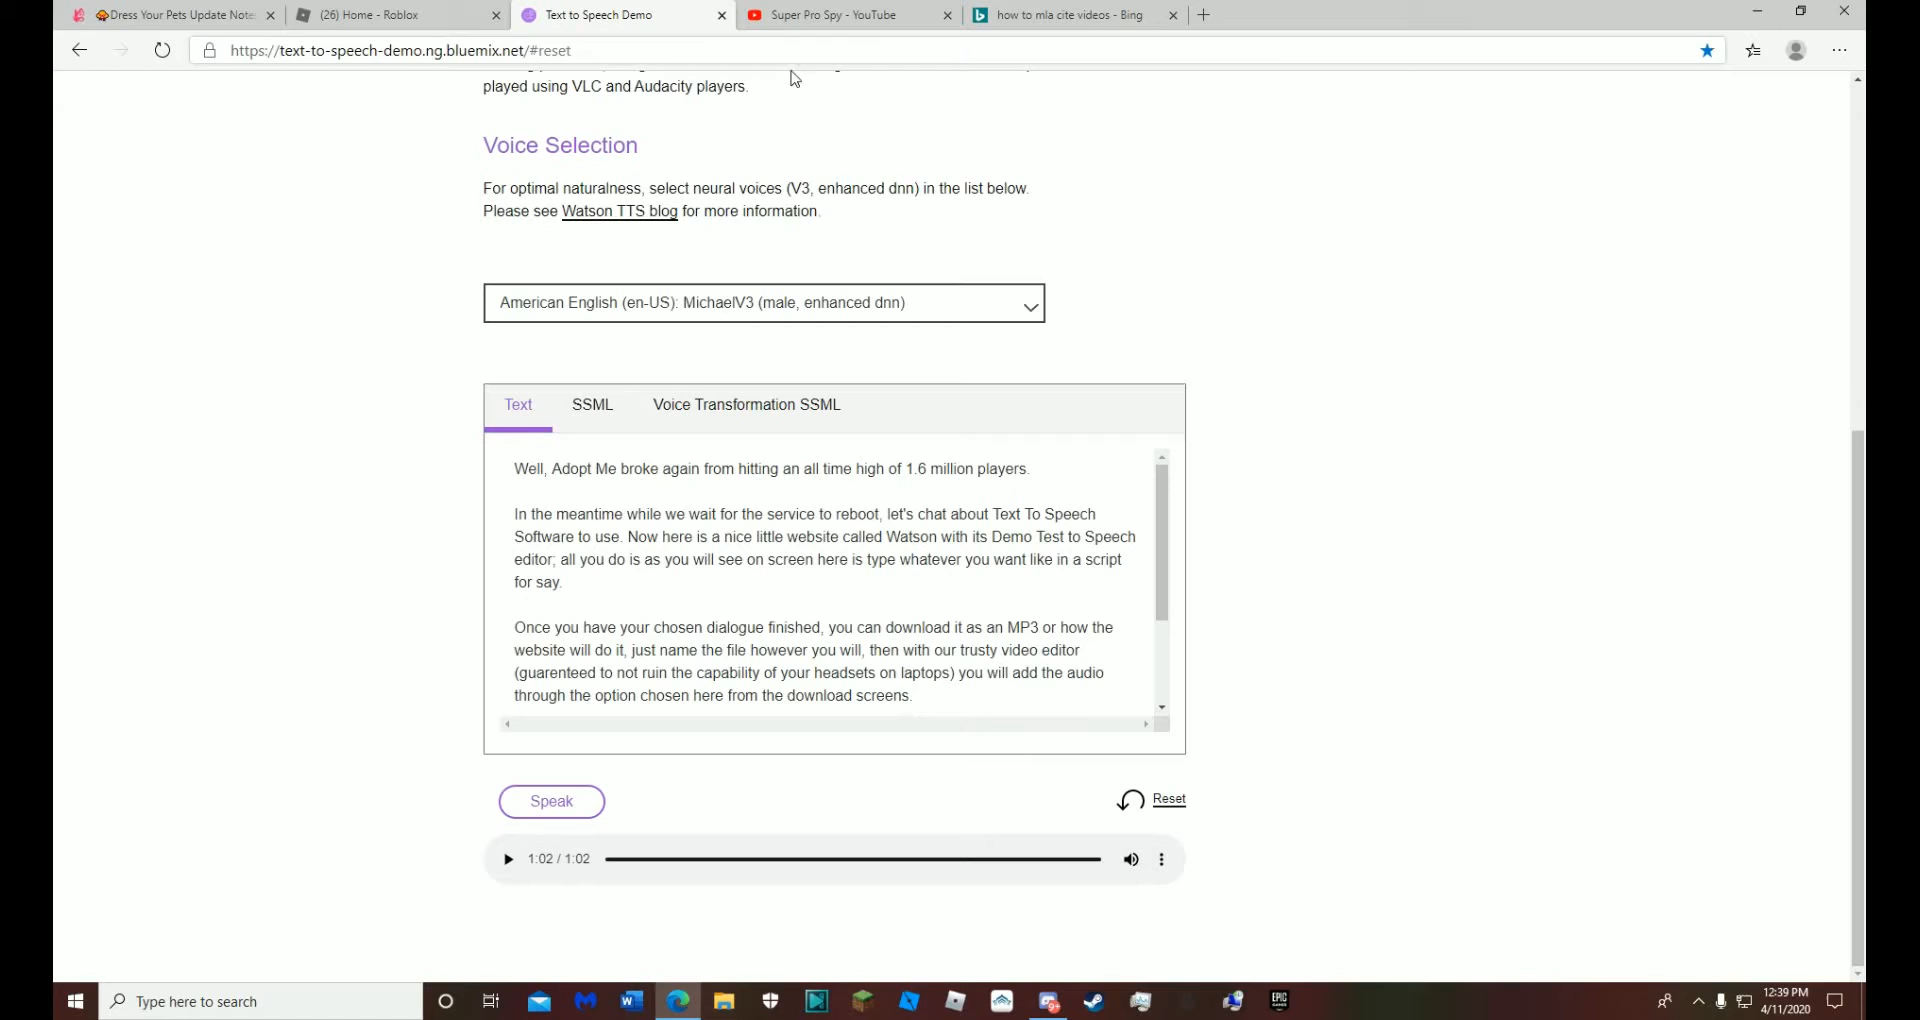 Dress Your Pets Update Note
(26) Home - Roblox
Text to Speech Demo
Super Pro Spy - YouTube
how to mla cite videos - Bing
https://text-to-speech-demo.ng.bluemix.net/#reset
played using VLC and Audacity players.
Voice Selection
For optimal naturalness, select neural voices (V3, enhanced dnn) in the list below.
Please see Watson TTS blog for more information.
American English (en-US): MichaelV3 (male, enhanced dnn)
Text SSML Voice Transformation SSML
Well, Adopt Me broke again from hitting an all time high of 1.6 million players.
In the meantime while we wait for the service to reboot, let's chat about Text To Speech
Software to use. Now here is a nice little website called Watson with its Demo Test to Speech
editor; all you do is as you will see on screen here is type whatever you want like in a script
for say.
Once you have your chosen dialogue finished, you can download it as an MP3 or how the
website will do it, just name the file however you will, then with our trusty video editor
(guarenteed to not ruin the capability of your headsets on laptops) you will add the audio
through the option chosen here from the download screens.
Speak
Reset
1:02 / 1:02
Type here to search
9+
EPIC
12:39 PM
4/11/2020